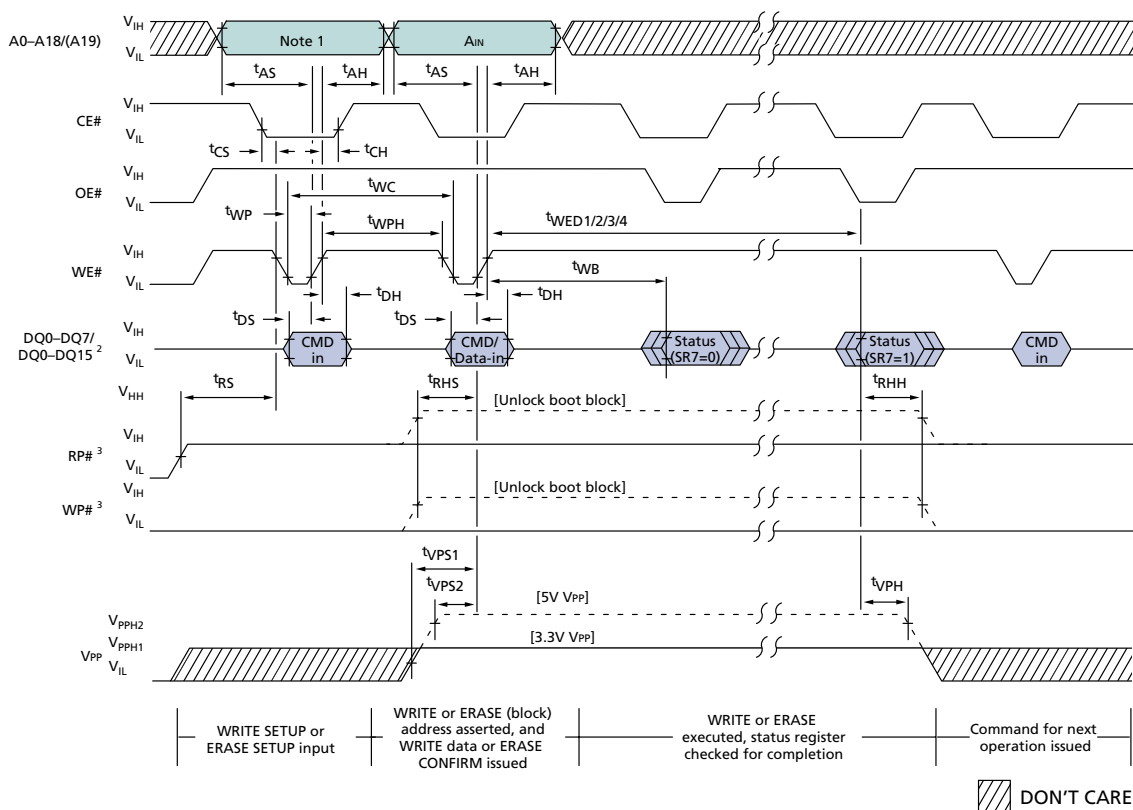 A0–A18/(A19)
VIH
VIL
Note 1
AIN
tAS
tAH
tAS
tAH
CE#
VIH
VIL
tCS
tCH
OE#
VIH
VIL
tWC
tWP
tWPH
tWED1/2/3/4
WE#
VIH
VIL
tWB
tDH
tDH
tDS
tDS
DQ0–DQ7/
DQ0–DQ15 2
VIH
VIL
CMD
in
CMD/
Data-in
Status
(SR7=0)
Status
(SR7=1)
CMD
in
tRS
tRHS
tRHH
VHH
[Unlock boot block]
RP# 3
VIH
VIL
WP# 3
VIH
VIL
[Unlock boot block]
tVPS1
tVPS2
tVPH
[5V VPP]
VPPH2
VPPH1
[3.3V VPP]
VPP
VIL
WRITE SETUP or
ERASE SETUP input
WRITE or ERASE (block)
address asserted, and
WRITE data or ERASE
CONFIRM issued
WRITE or ERASE
executed, status register
checked for completion
Command for next
operation issued
DON'T CARE